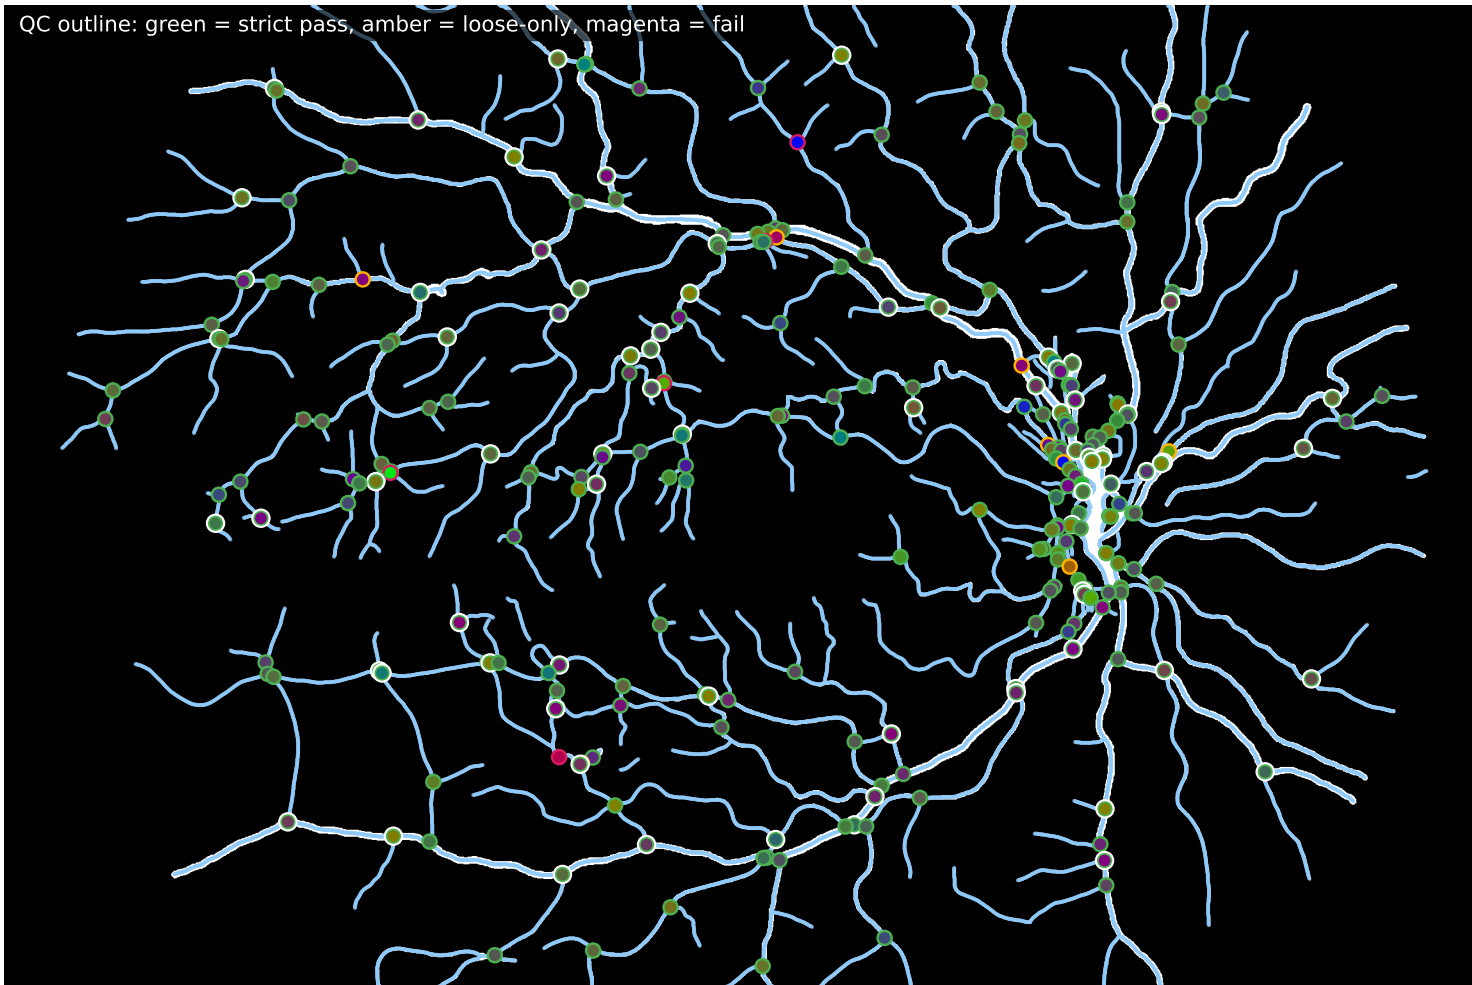 QC outline: green = strict pass, amber = loose-only, magenta = fail